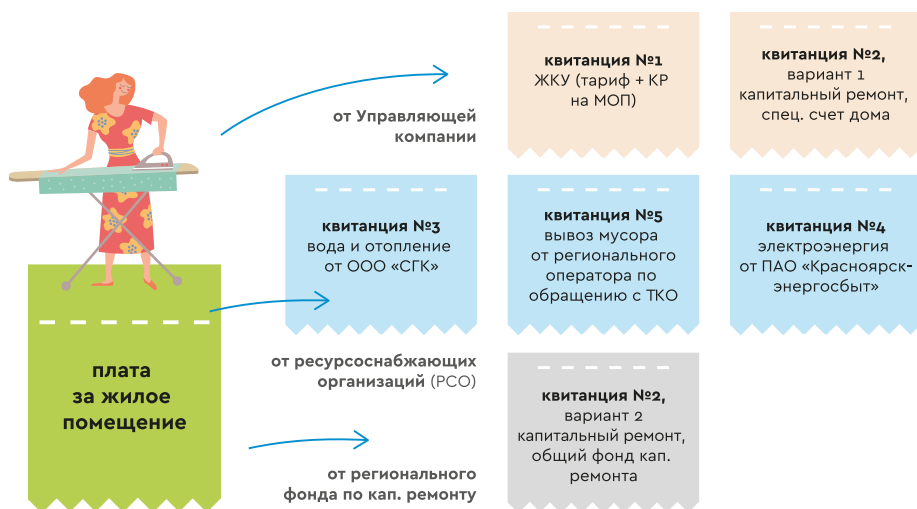 от Управляющей
компании
квитанция №1
ЖКУ (тариф + КР
на МОП)
квитанция №2,
вариант 1
капитальный ремонт,
спец. счет дома
квитанция №3
вода и отопление
от ООО «СГК»
квитанция №5
вывоз мусора
от регионального
оператора по
обращению с ТКО
квитанция №4
электроэнергия
от ПАО «Красноярск-
энергосбыт»
плата
за жилое
помещение
от ресурсоснабжающих
организаций (РСО)
квитанция №2,
вариант 2
капитальный ремонт,
общий фонд кап.
ремонта
от регионального
фонда по кап. ремонту